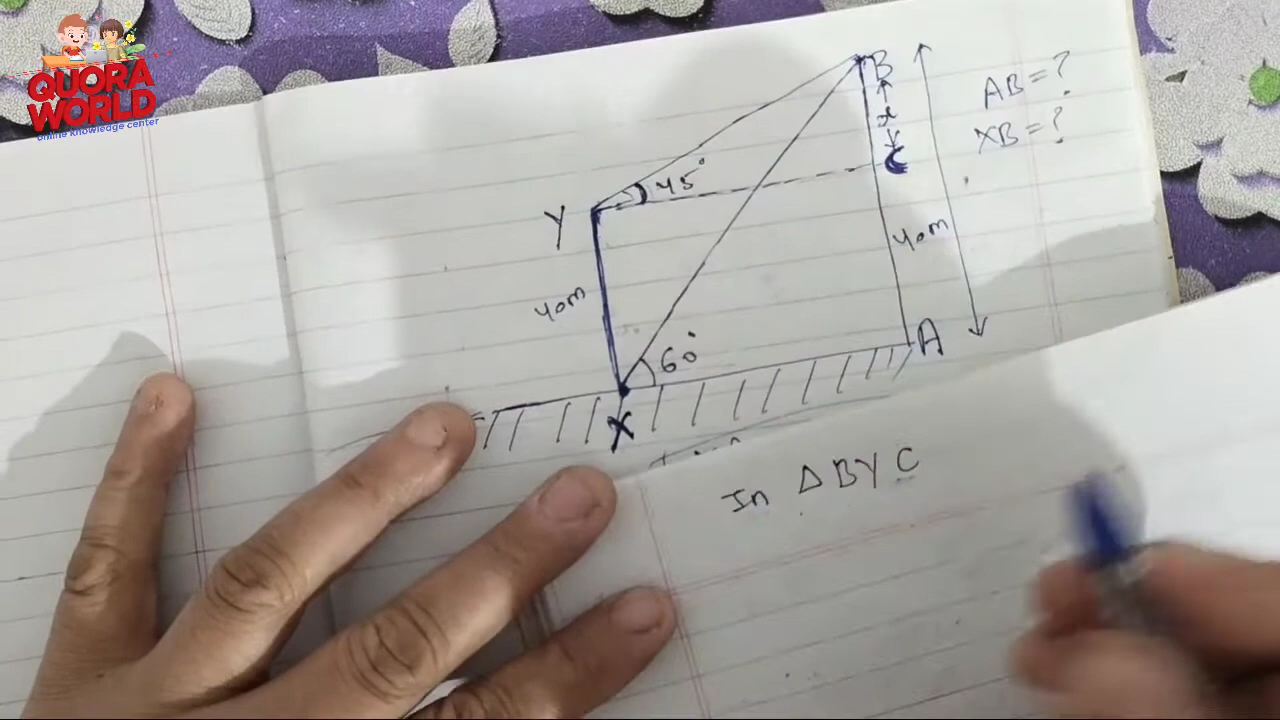 QUORA
WORLD
online knowledge center
B
x
C
AB = ?
XB = ?
45°
Y
40m
40m
60°
A
X
In Δ BYC